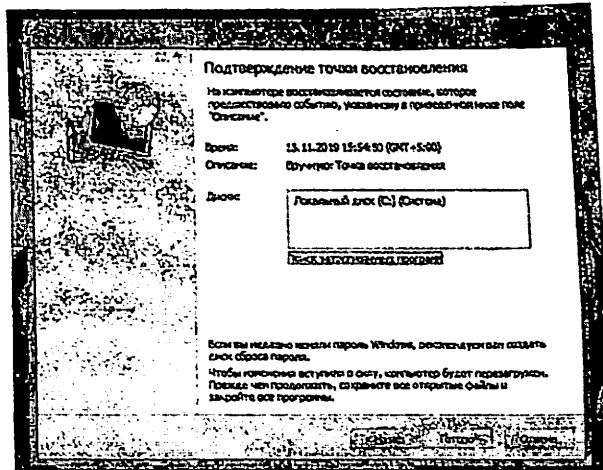 Подтверждение точки восстановления
На компьютере восстанавливается состояние, которое
предшествовало событию, указанному в приведенном ниже поле
"Описание".
Время: 13.11.2019 15:54:50 (GMT+5:00)
Описание: Вручную: Точка восстановления
Диски: Локальный диск (C:) (Система)
Поиск затрагиваемых программ
Если вы недавно меняли пароль Windows, рекомендуем вам создать
диск сброса пароля.
Чтобы изменения вступили в силу, компьютер будет перезагружен.
Прежде чем продолжить, сохраните все открытые файлы и
закройте все программы.
Готово Отмена